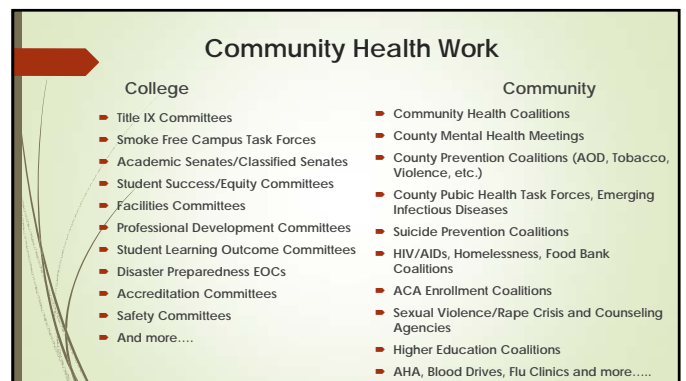 Community Health Work
College
Title IX Committees
Smoke Free Campus Task Forces
Academic Senates/Classified Senates
Student Success/Equity Committees
Facilities Committees
Professional Development Committees
Student Learning Outcome Committees
Disaster Preparedness EOCs
Accreditation Committees
Safety Committees
And more….
Community
Community Health Coalitions
County Mental Health Meetings
County Prevention Coalitions (AOD, Tobacco,
Violence, etc.)
County Pubic Health Task Forces, Emerging
Infectious Diseases
Suicide Prevention Coalitions
HIV/AIDs, Homelessness, Food Bank
Coalitions
ACA Enrollment Coalitions
Sexual Violence/Rape Crisis and Counseling
Agencies
Higher Education Coalitions
AHA, Blood Drives, Flu Clinics and more…..